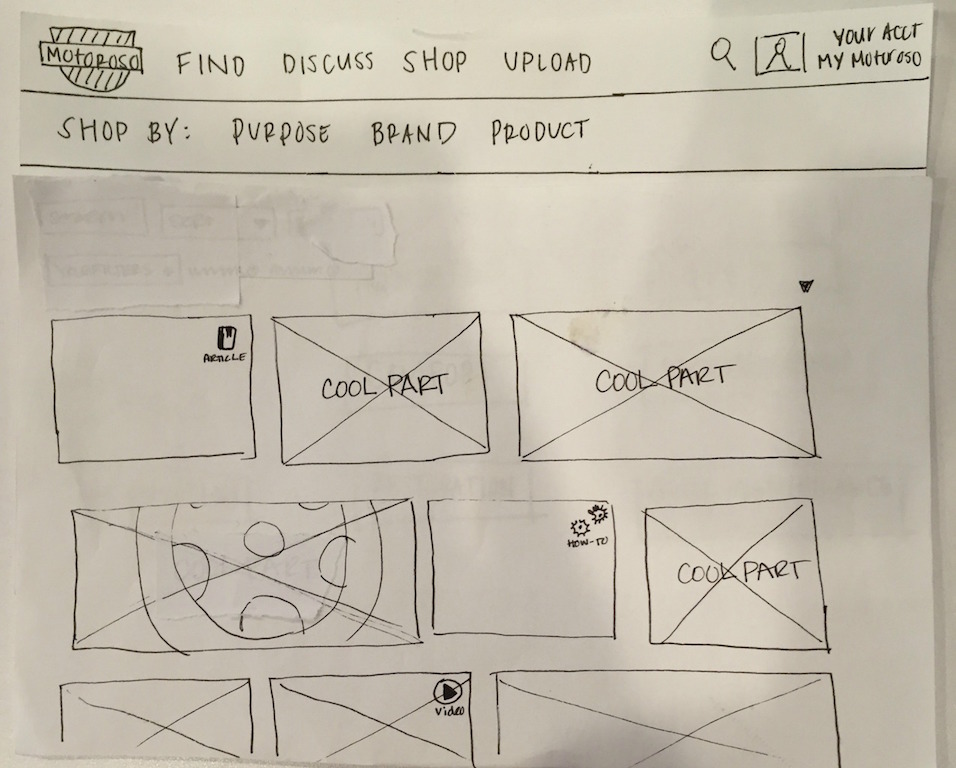 MOTOROSO FIND DISCUSS SHOP UPLOAD YOUR ACCT
MY MOTOROSO
SHOP BY: PURPOSE BRAND PRODUCT
ARTICLE
COOL PART
COOL PART
HOW-TO
COOL PART
Video